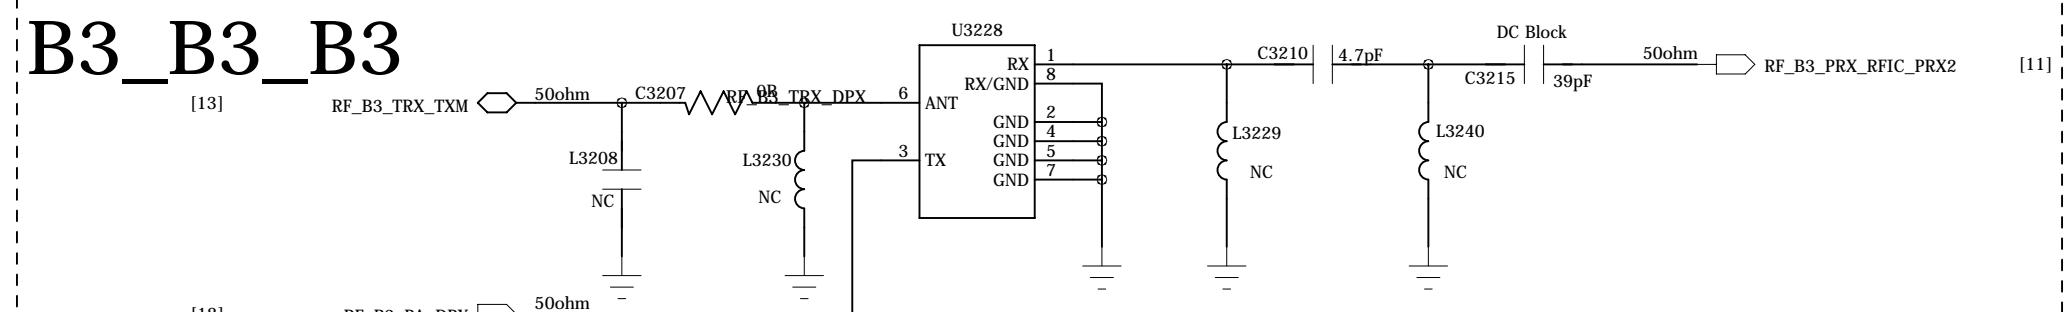 B3_B3_B3
U3228
DC Block
RX
1
C3210
4.7pF
50ohm
RF_B3_PRX_RFIC_PRX2
[11]
C3215
39pF
RX/GND
8
[13]
RF_B3_TRX_TXM
50ohm
C3207
0R
RF_B3_TRX_DPX
6
ANT
GND
2
GND
4
GND
5
GND
7
3
TX
L3208
NC
L3230
NC
L3229
NC
L3240
NC
50ohm